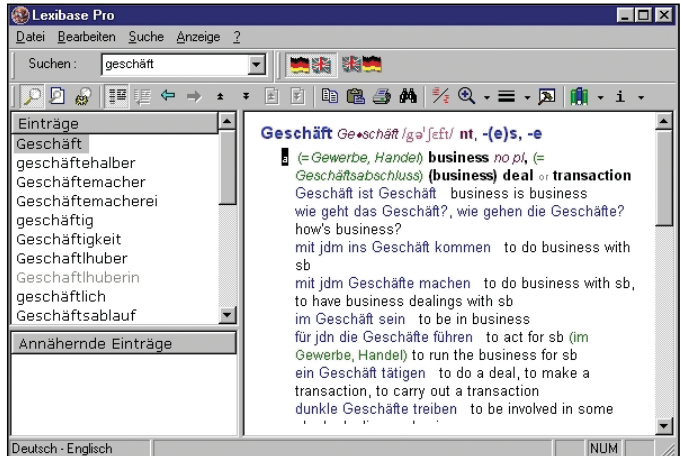 Lexibase Pro
Datei Bearbeiten Suche Anzeige ?
Suchen: geschäft
i
Einträge
Geschäft
geschäftehalber
Geschäftemacher
Geschäftemacherei
geschäftig
Geschäftigkeit
Geschaftlhuber
Geschaftlhuberin
geschäftlich
Geschäftsablauf
Annähernde Einträge
Geschäft Ge•schäft /gəˈʃɛft/ nt, -(e)s, -e
a (= Gewerbe, Handel) business no pl, (=
Geschäftsabschluss) (business) deal or transaction
Geschäft ist Geschäft business is business
wie geht das Geschäft?, wie gehen die Geschäfte?
how's business?
mit jdm ins Geschäft kommen to do business with
sb
mit jdm Geschäfte machen to do business with sb,
to have business dealings with sb
im Geschäft sein to be in business
für jdn die Geschäfte führen to act for sb (im
Gewerbe, Handel) to run the business for sb
ein Geschäft tätigen to do a deal, to make a
transaction, to carry out a transaction
dunkle Geschäfte treiben to be involved in some
Deutsch - Englisch
NUM